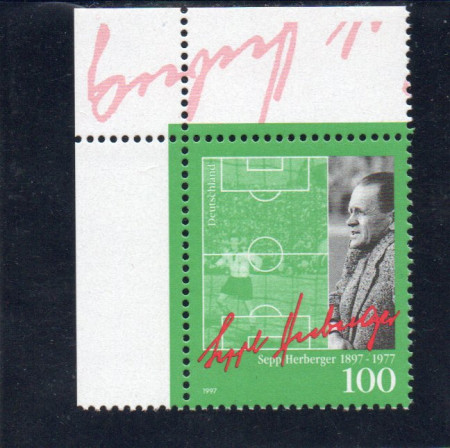 Deutschland
Sepp Herberger
Sepp Herberger 1897 - 1977
100
1997